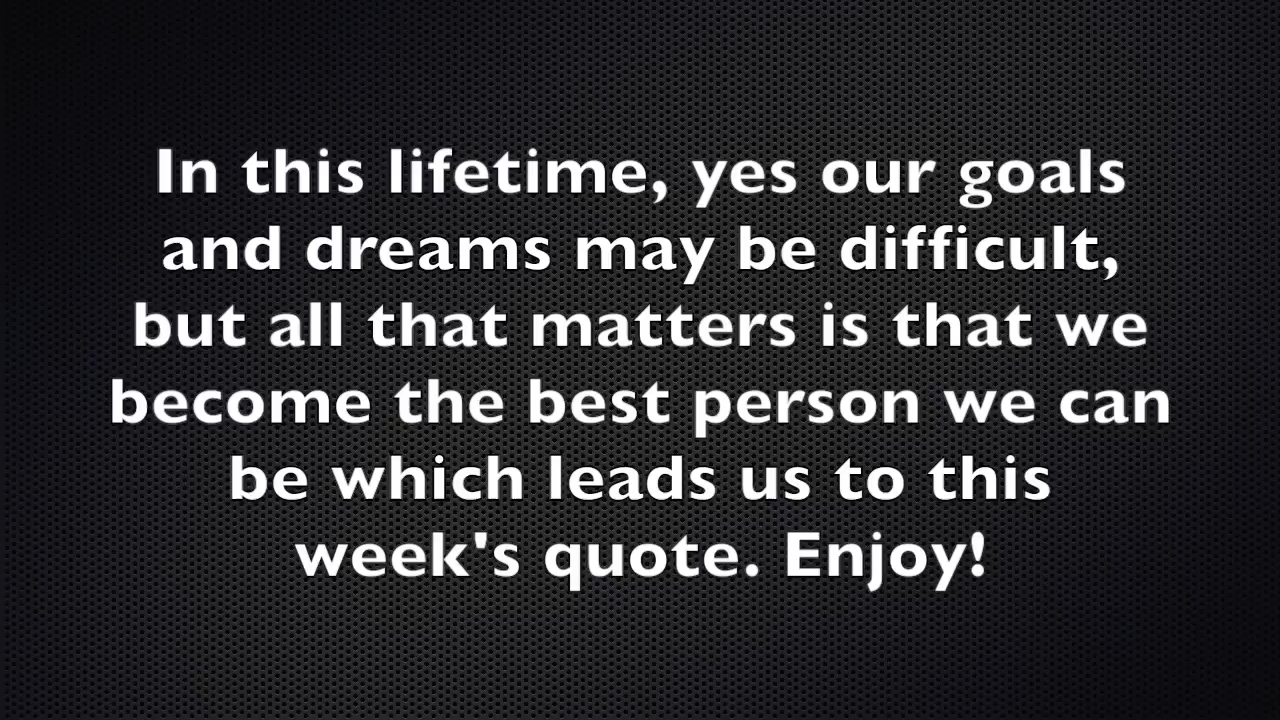 In this lifetime, yes our goals
and dreams may be difficult,
but all that matters is that we
become the best person we can
be which leads us to this
week's quote. Enjoy!